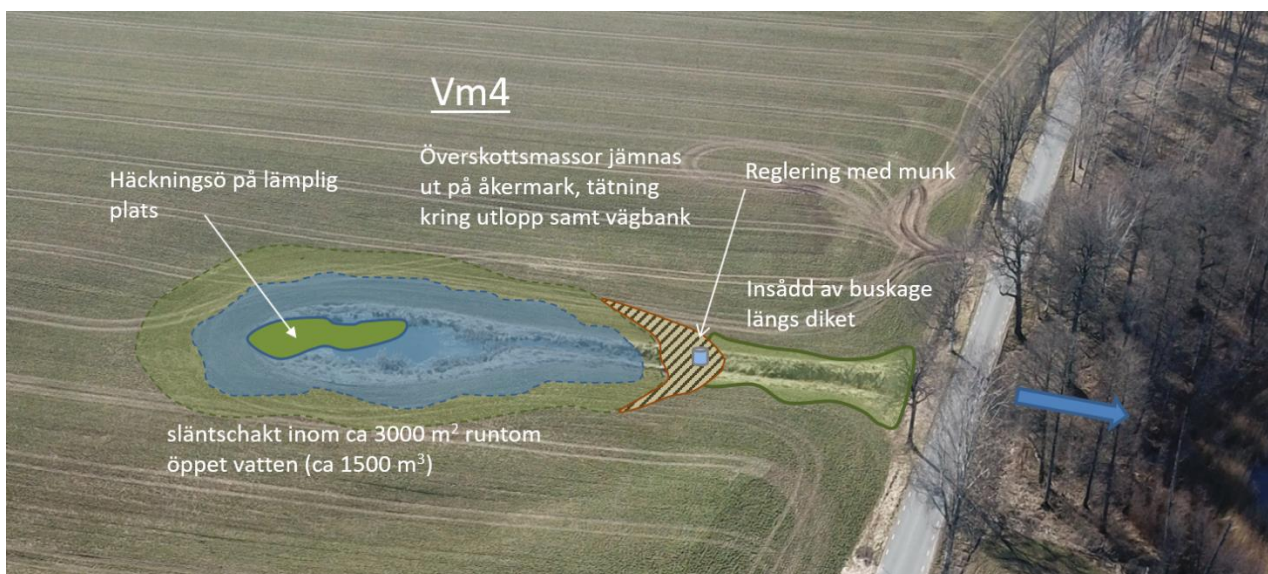 Vm4
Överskottsmassor jämnas
ut på åkermark, tätning
kring utlopp samt vägbank
Reglering med munk
Häckningsö på lämplig
plats
Insådd av buskage
längs diket
släntschakt inom ca 3000 m² runtom
öppet vatten (ca 1500 m³)